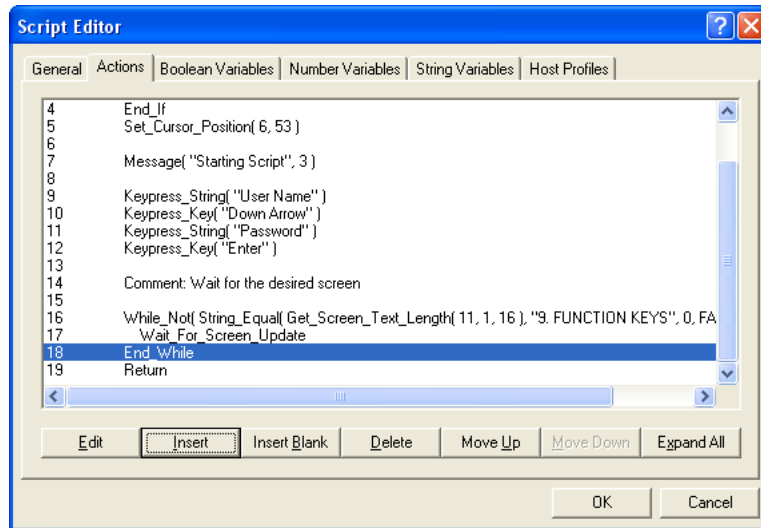 Script Editor
General Actions Boolean Variables Number Variables String Variables Host Profiles
4 End_If
5 Set_Cursor_Position( 6, 53 )
6
7 Message( "Starting Script", 3 )
8
9 Keypress_String( "User Name" )
10 Keypress_Key( "Down Arrow" )
11 Keypress_String( "Password" )
12 Keypress_Key( "Enter" )
13
14 Comment: Wait for the desired screen
15
16 While_Not( String_Equal( Get_Screen_Text_Length( 11, 1, 16 ), "9. FUNCTION KEYS", 0, FA
17 Wait_For_Screen_Update
18 End_While
19 Return
Edit Insert Insert Blank Delete Move Up Move Down Expand All
OK Cancel